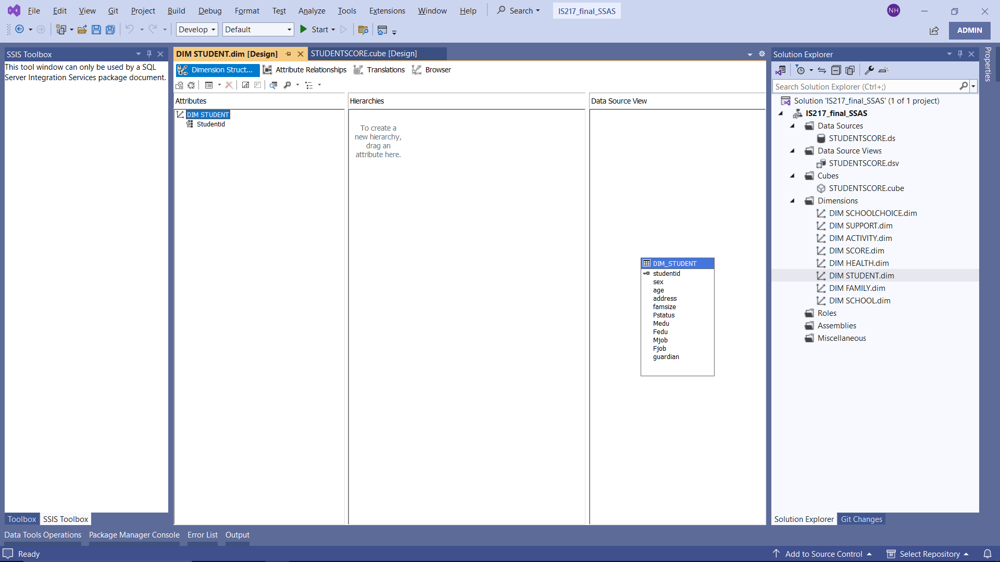 File Edit View Git Project Build Debug Format Test Analyze Tools Extensions Window Help Search IS217_final_SSAS NH
Develop Default Start ADMIN
SSIS Toolbox
This tool window can only be used by a SQL
Server Integration Services package document.
DIM STUDENT.dim [Design] STUDENTSCORE.cube [Design]
Dimension Struct... Attribute Relationships Translations Browser
Attributes
DIM STUDENT
Studentid
Hierarchies
To create a
new hierarchy,
drag an
attribute here.
Data Source View
DIM_STUDENT
studentid
sex
age
address
famsize
Pstatus
Medu
Fedu
Mjob
Fjob
guardian
Solution Explorer
Search Solution Explorer (Ctrl+;)
Solution 'IS217_final_SSAS' (1 of 1 project)
IS217_final_SSAS
Data Sources
STUDENTSCORE.ds
Data Source Views
STUDENTSCORE.dsv
Cubes
STUDENTSCORE.cube
Dimensions
DIM SCHOOLCHOICE.dim
DIM SUPPORT.dim
DIM ACTIVITY.dim
DIM SCORE.dim
DIM HEALTH.dim
DIM STUDENT.dim
DIM FAMILY.dim
DIM SCHOOL.dim
Roles
Assemblies
Miscellaneous
Properties
Toolbox SSIS Toolbox
Solution Explorer Git Changes
Data Tools Operations Package Manager Console Error List Output
Ready Add to Source Control Select Repository